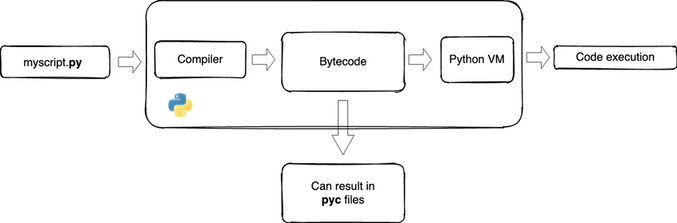 myscript.py
Compiler
Bytecode
Python VM
Code execution
Can result in
pyc files